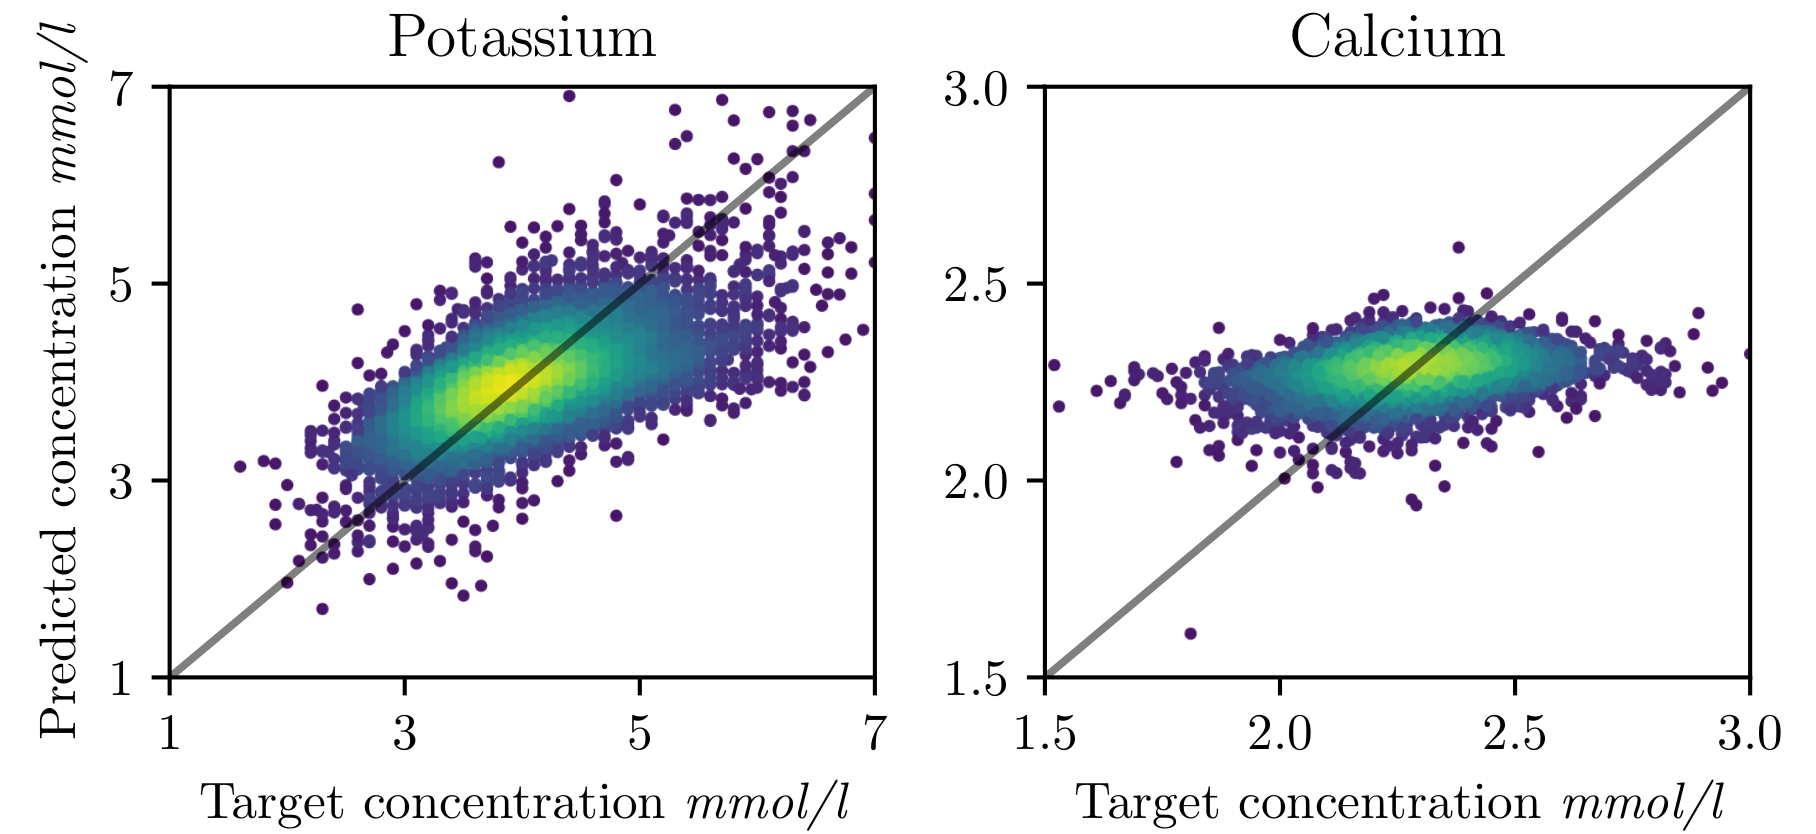 Potassium
Calcium
Predicted concentration mmol/l
7
5
3
1
1 3 5 7
Target concentration mmol/l
3.0
2.5
2.0
1.5
1.5 2.0 2.5 3.0
Target concentration mmol/l